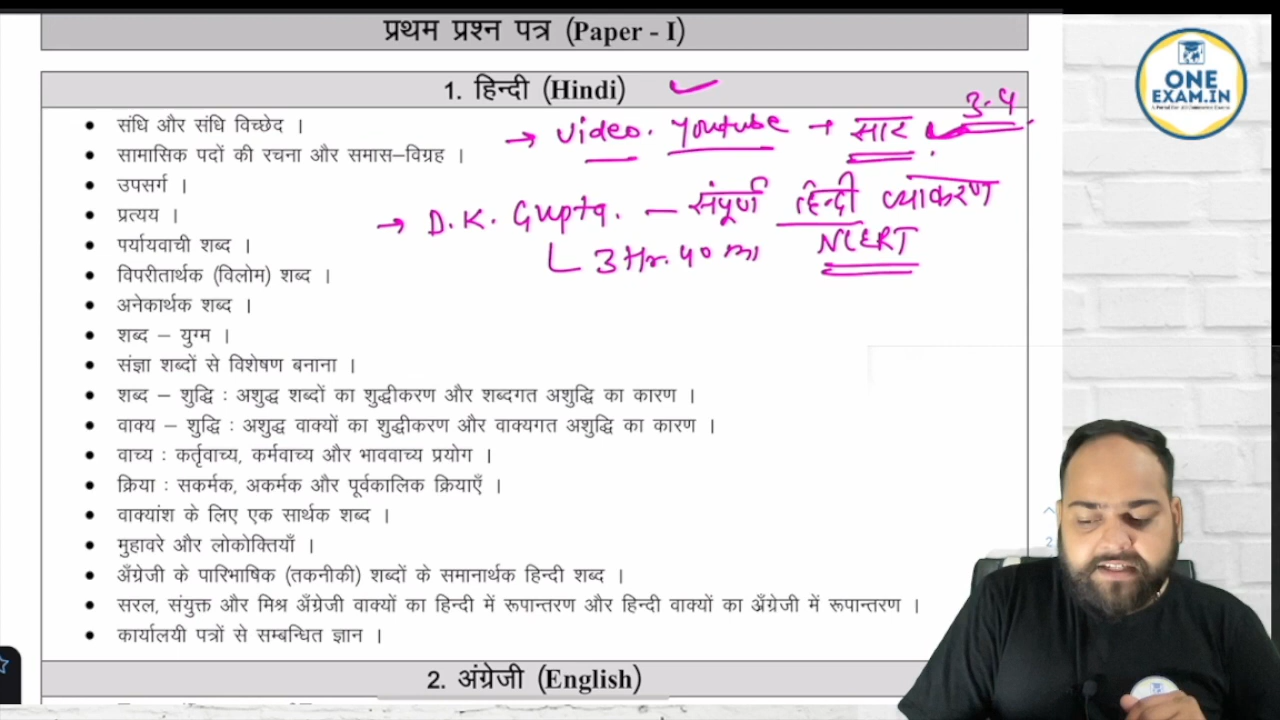 प्रथम प्रश्न पत्र (Paper - I)
1. हिन्दी (Hindi)
3-4
• संधि और संधि विच्छेद ।
→ Video. Youtube → सार
• सामासिक पदों की रचना और समास–विग्रह ।
• उपसर्ग ।
• प्रत्यय ।
→ D.K. Gupta. — संपूर्ण हिन्दी व्याकरण
• पर्यायवाची शब्द ।
3 Hr. 40 NCERT
• विपरीतार्थक (विलोम) शब्द ।
• अनेकार्थक शब्द ।
• शब्द – युग्म ।
• संज्ञा शब्दों से विशेषण बनाना ।
• शब्द – शुद्धि : अशुद्ध शब्दों का शुद्धीकरण और शब्दगत अशुद्धि का कारण ।
• वाक्य – शुद्धि : अशुद्ध वाक्यों का शुद्धीकरण और वाक्यगत अशुद्धि का कारण ।
• वाच्य : कर्तृवाच्य, कर्मवाच्य और भाववाच्य प्रयोग ।
• क्रिया : सकर्मक, अकर्मक और पूर्वकालिक क्रियाएँ ।
• वाक्यांश के लिए एक सार्थक शब्द ।
• मुहावरे और लोकोक्तियाँ ।
• अँग्रेजी के पारिभाषिक (तकनीकी) शब्दों के समानार्थक हिन्दी शब्द ।
• सरल, संयुक्त और मिश्र अँग्रेजी वाक्यों का हिन्दी में रूपान्तरण और हिन्दी वाक्यों का अँग्रेजी में रूपान्तरण ।
• कार्यालयी पत्रों से सम्बन्धित ज्ञान ।
2. अंग्रेजी (English)
ONE
EXAM.IN